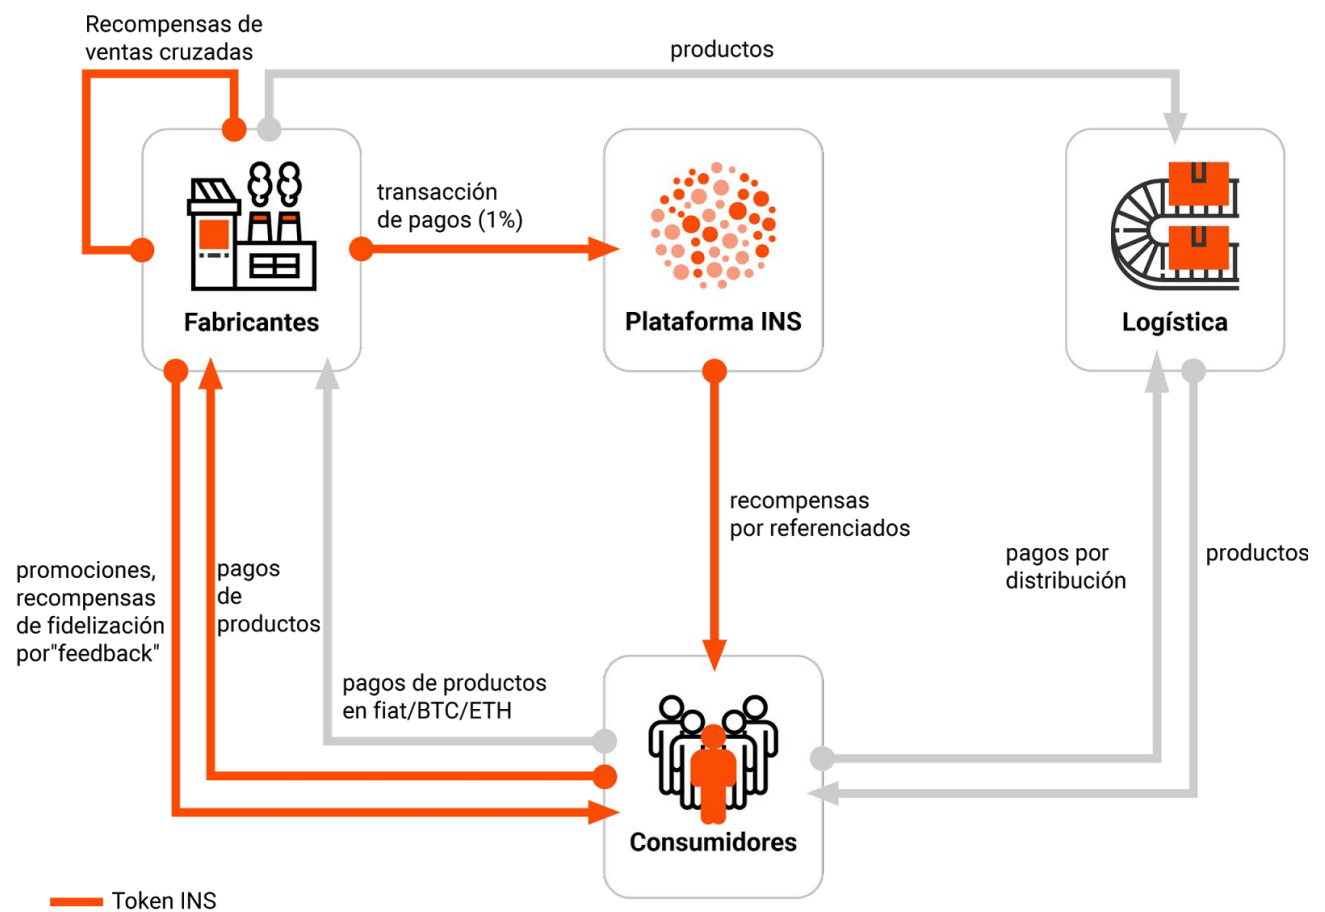 Recompensas de
ventas cruzadas
productos
transacción
de pagos (1%)
Fabricantes
Plataforma INS
Logística
recompensas
por referenciados
pagos por
distribución
productos
promociones,
recompensas
de fidelización
por"feedback"
pagos
de
productos
pagos de productos
en fiat/BTC/ETH
Consumidores
Token INS